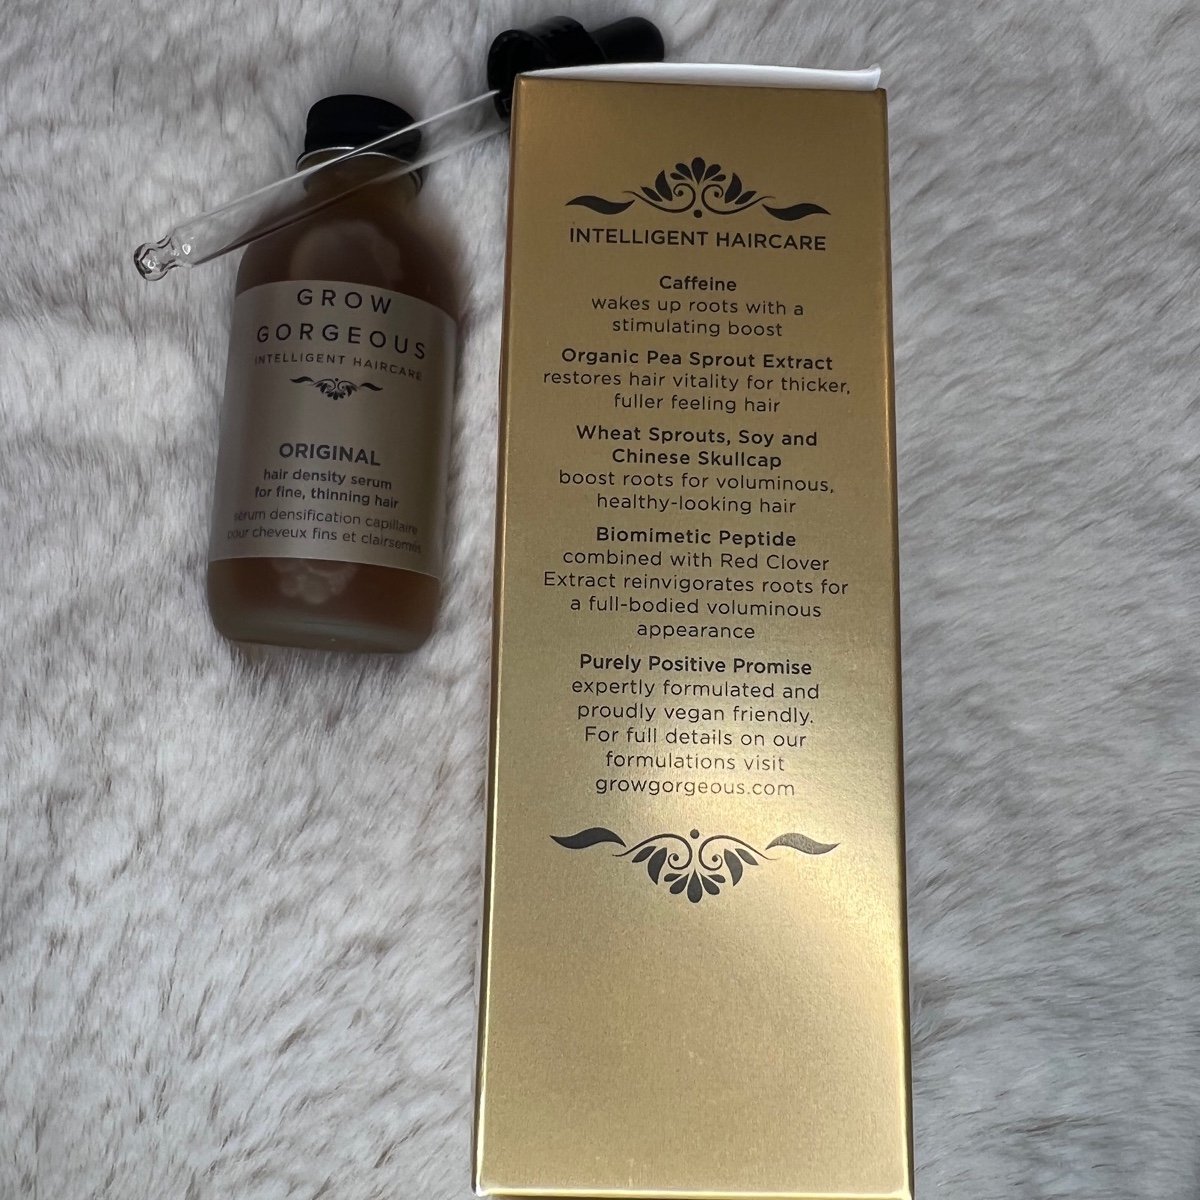 GROW
GORGEOUS
INTELLIGENT HAIRCARE
ORIGINAL
hair density serum
for fine, thinning hair
sérum densification capillaire
pour cheveux fins et clairsemés
INTELLIGENT HAIRCARE
Caffeine
wakes up roots with a
stimulating boost
Organic Pea Sprout Extract
restores hair vitality for thicker,
fuller feeling hair
Wheat Sprouts, Soy and
Chinese Skullcap
boost roots for voluminous,
healthy-looking hair
Biomimetic Peptide
combined with Red Clover
Extract reinvigorates roots for
a full-bodied voluminous
appearance
Purely Positive Promise
expertly formulated and
proudly vegan friendly.
For full details on our
formulations visit
growgorgeous.com